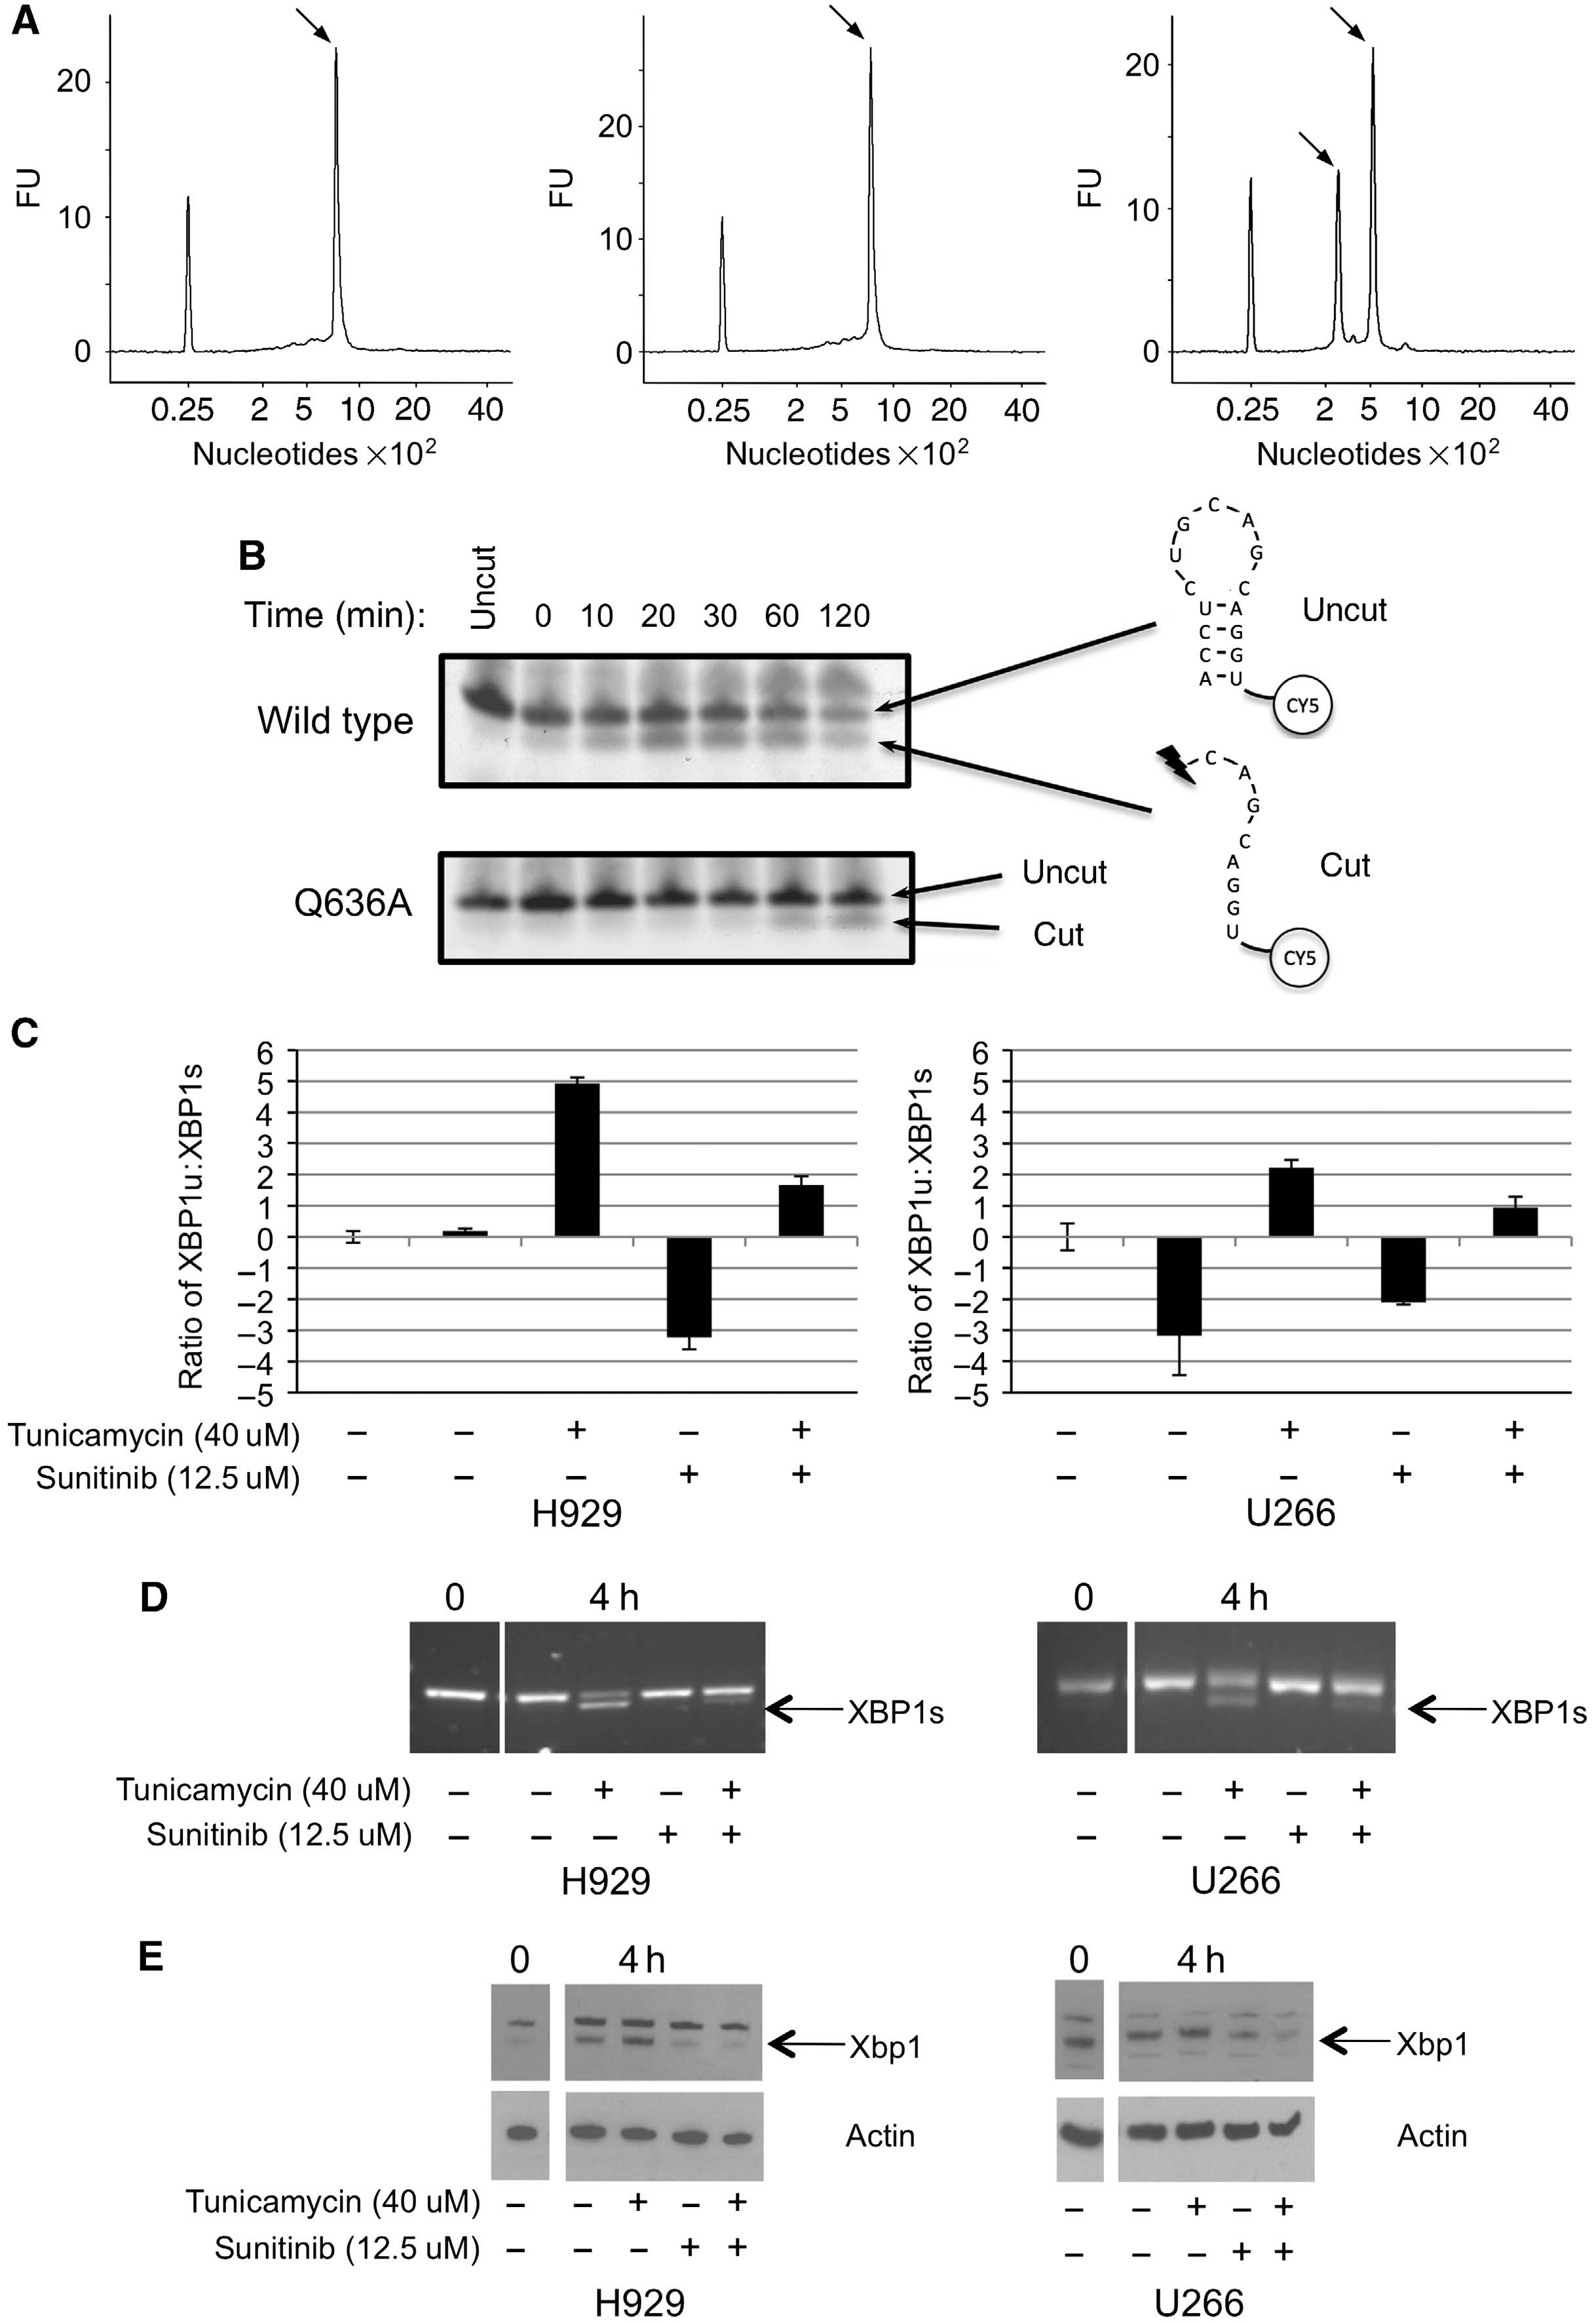 A
FU
20
10
0
0.25 2 5 10 20 40
Nucleotides ×10²
FU
20
10
0
0.25 2 5 10 20 40
Nucleotides ×10²
FU
20
10
0
0.25 2 5 10 20 40
Nucleotides ×10²
B
Time (min): Uncut 0 10 20 30 60 120
Wild type
C
G A
U G
C C
U - A
C - G
C - G
A - U
CY5
Uncut
C
A
G
C
A
G
G
U
CY5
Cut
Q636A
Uncut
Cut
C
Ratio of XBP1u:XBP1s
6
5
4
3
2
1
0
–1
–2
–3
–4
–5
Tunicamycin (40 uM) – – + – +
Sunitinib (12.5 uM) – – – + +
H929
Ratio of XBP1u:XBP1s
6
5
4
3
2
1
0
–1
–2
–3
–4
–5
– – + – +
– – – + +
U266
D
0 4 h
XBP1s
Tunicamycin (40 uM) – – + – +
Sunitinib (12.5 uM) – – – + +
H929
0 4 h
XBP1s
– – + – +
– – – + +
U266
E
0 4 h
Xbp1
Actin
Tunicamycin (40 uM) – – + – +
Sunitinib (12.5 uM) – – – + +
H929
0 4 h
Xbp1
Actin
– – + – +
– – – + +
U266